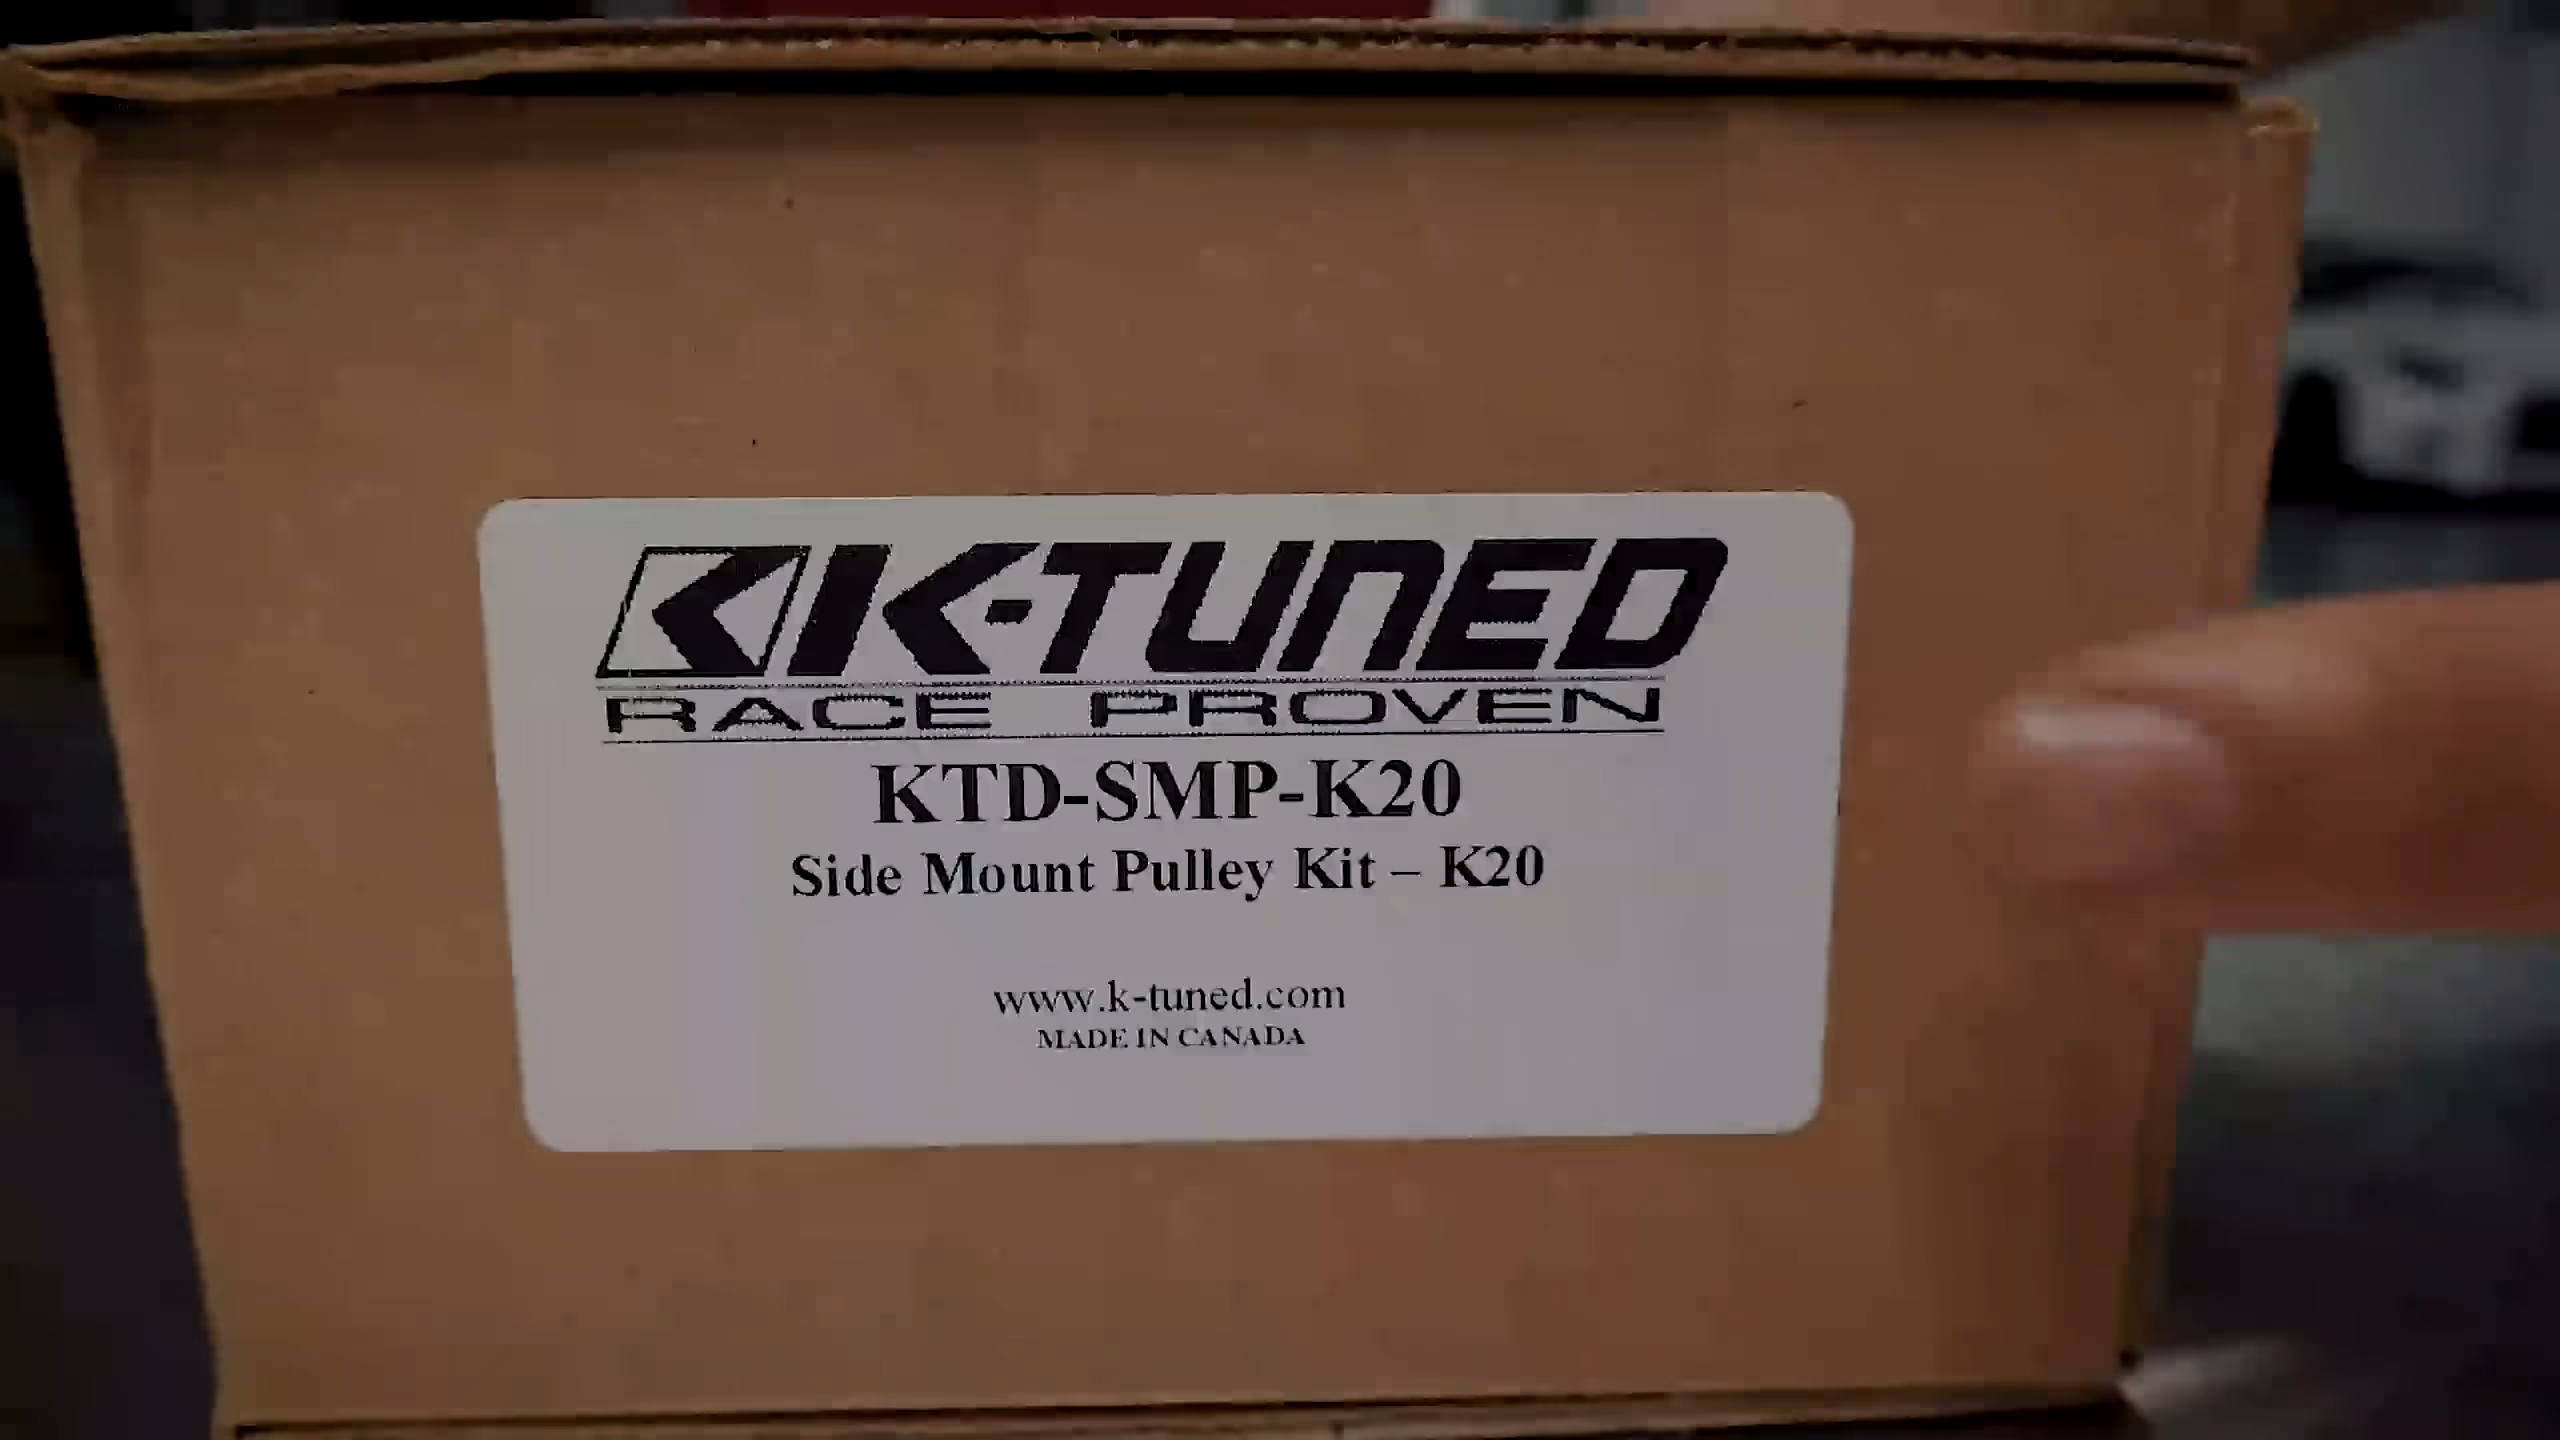 K-TUNED
RACE PROVEN
KTD-SMP-K20
Side Mount Pulley Kit – K20
www.k-tuned.com
MADE IN CANADA